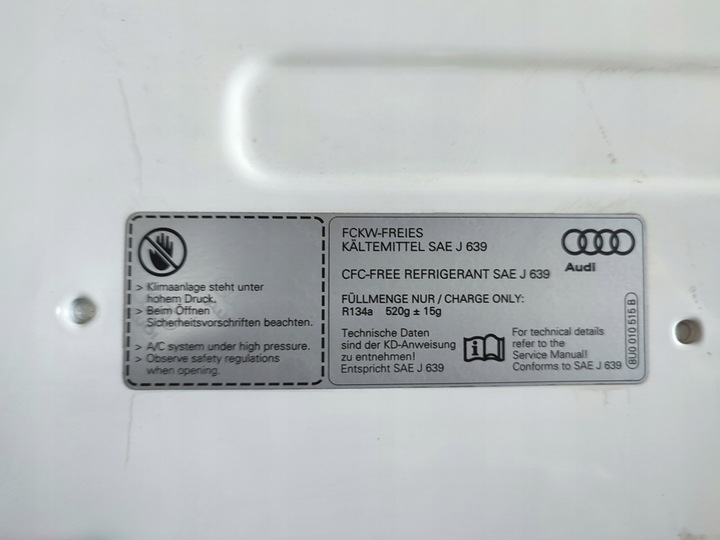 > Klimaanlage steht unter
hohem Druck.
> Beim Öffnen
Sicherheitsvorschriften beachten.
> A/C system under high pressure.
> Observe safety regulations
when opening.
FCKW-FREIES
KÄLTEMITTEL SAE J 639
CFC-FREE REFRIGERANT SAE J 639
FÜLLMENGE NUR / CHARGE ONLY:
R134a 520g ± 15g
Technische Daten
sind der KD-Anweisung
zu entnehmen!
Entspricht SAE J 639
For technical details
refer to the
Service Manual!
Conforms to SAE J 639
Audi
8U0 010 515 B